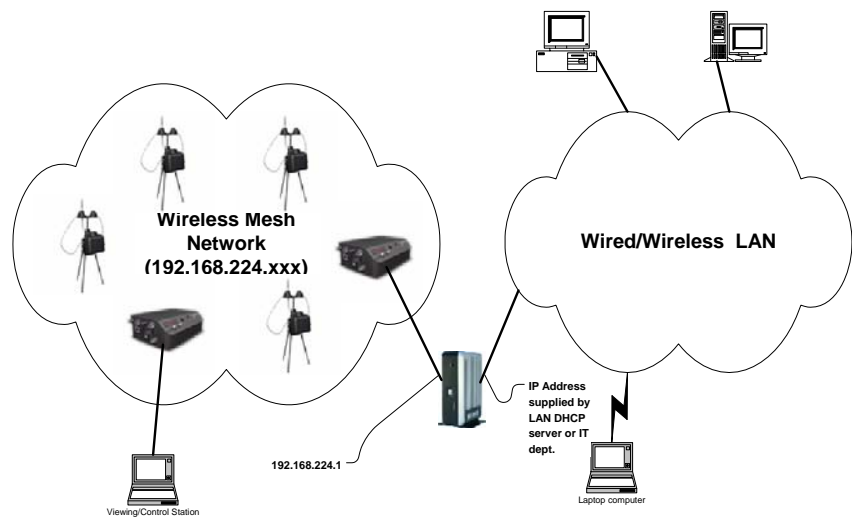 Wireless Mesh
Network
(192.168.224.xxx)
Wired/Wireless LAN
IP Address
supplied by
LAN DHCP
server or IT
dept.
192.168.224.1
Viewing/Control Station
Laptop computer